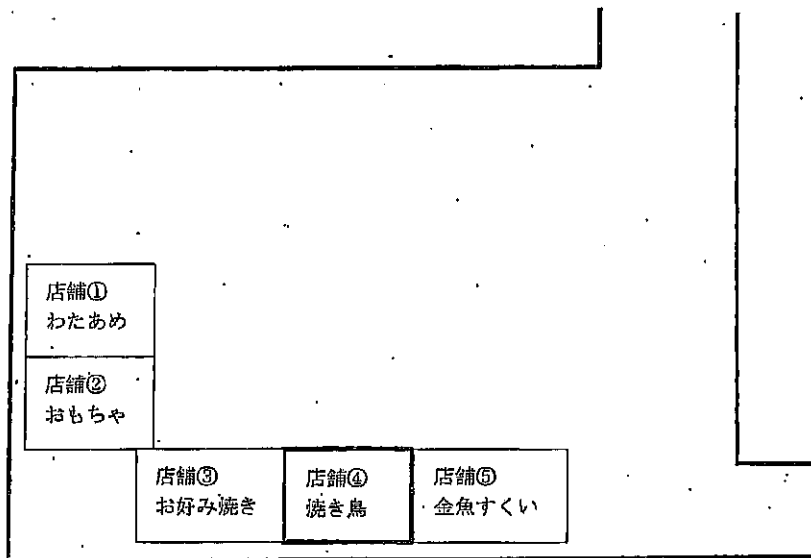 店舗①
わたあめ
店舗②
おもちゃ
店舗③
お好み焼き
店舗④
焼き鳥
店舗⑤
金魚すくい